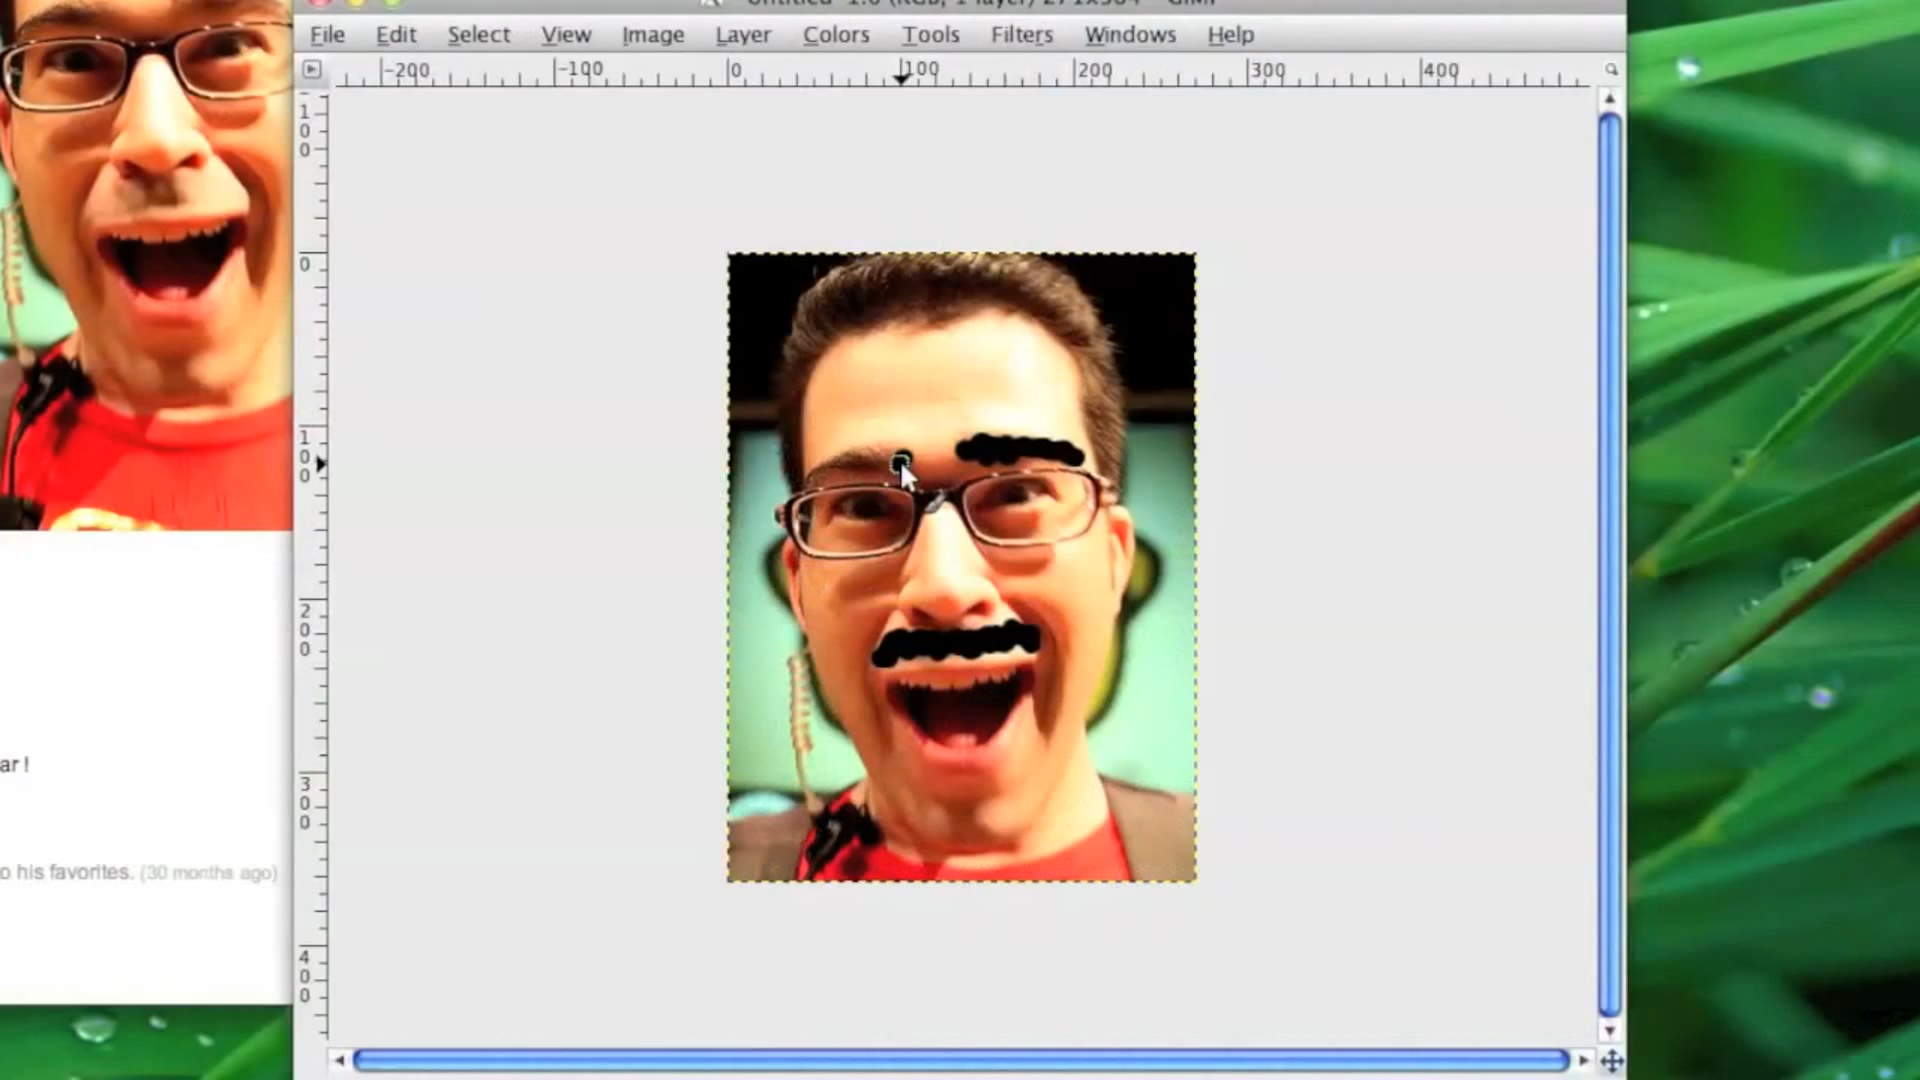 File Edit Select View Image Layer Colors Tools Filters Windows Help
-200 -100 0 100 200 300 400
100
0
100
200
300
400
ar !
o his favorites. (30 months ago)